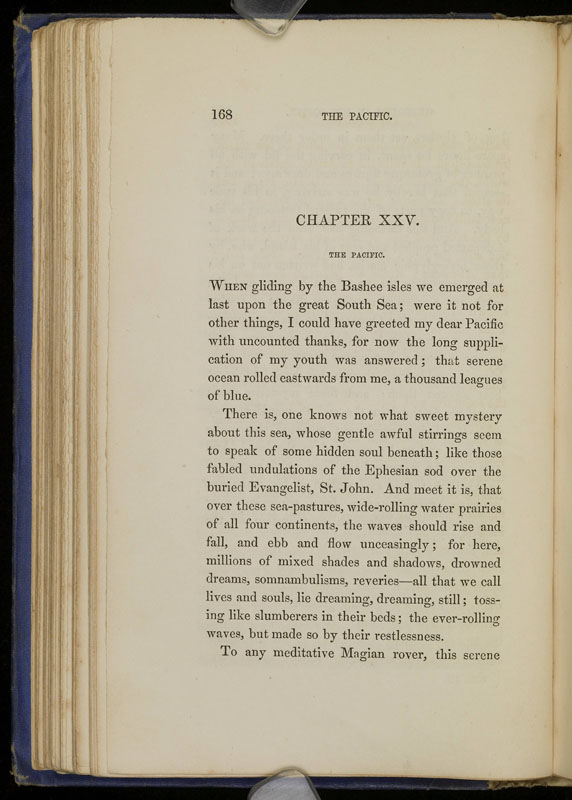 168 THE PACIFIC.
CHAPTER XXV.
THE PACIFIC.
WHEN gliding by the Bashee isles we emerged at
last upon the great South Sea; were it not for
other things, I could have greeted my dear Pacific
with uncounted thanks, for now the long suppli-
cation of my youth was answered; that serene
ocean rolled eastwards from me, a thousand leagues
of blue.
There is, one knows not what sweet mystery
about this sea, whose gentle awful stirrings seem
to speak of some hidden soul beneath; like those
fabled undulations of the Ephesian sod over the
buried Evangelist, St. John. And meet it is, that
over these sea-pastures, wide-rolling water prairies
of all four continents, the waves should rise and
fall, and ebb and flow unceasingly; for here,
millions of mixed shades and shadows, drowned
dreams, somnambulisms, reveries—all that we call
lives and souls, lie dreaming, dreaming, still; toss-
ing like slumberers in their beds; the ever-rolling
waves, but made so by their restlessness.
To any meditative Magian rover, this serene